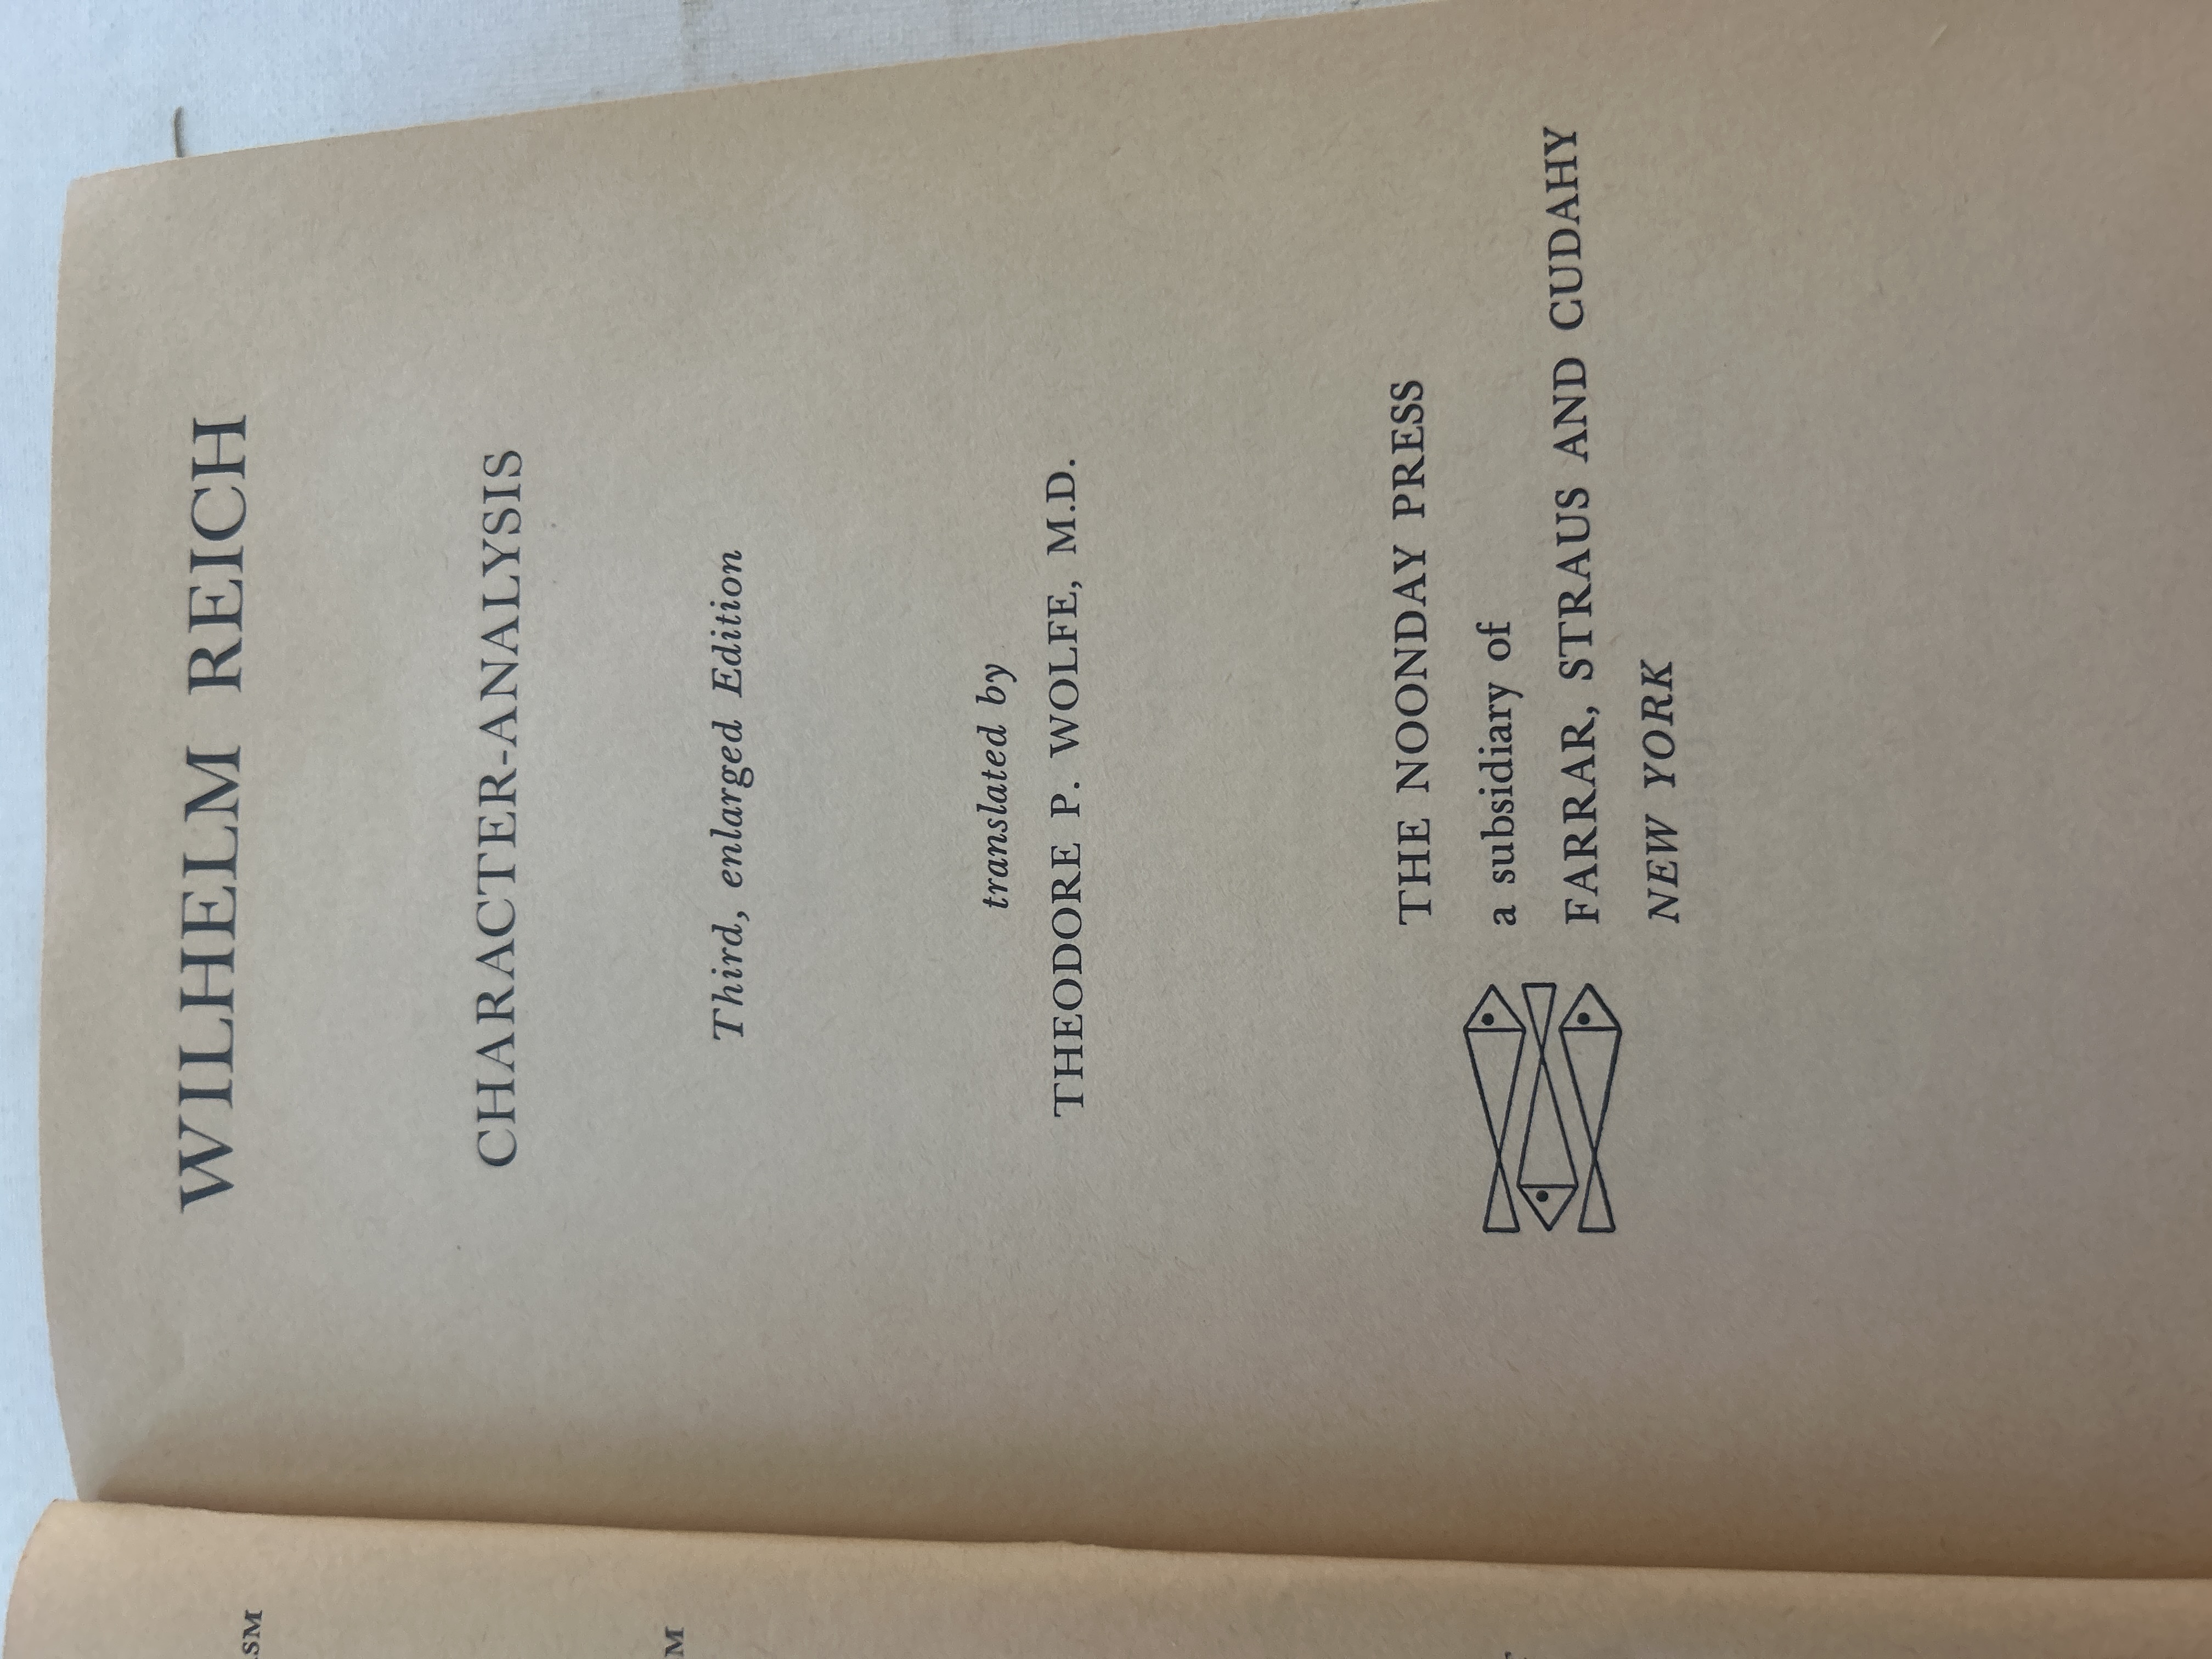 WILHELM REICH
CHARACTER-ANALYSIS
Third, enlarged Edition
translated by
THEODORE P. WOLFE, M.D.
THE NOONDAY PRESS
a subsidiary of
FARRAR, STRAUS AND CUDAHY
NEW YORK